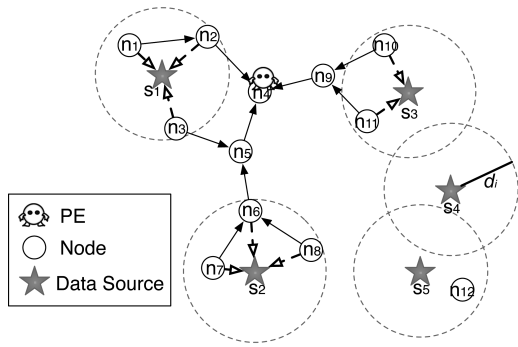 n1
n2
s1
n3
n4
n5
n9
n10
n11
s3
s4
di
n6
n7
n8
s2
s5
n12
PE
Node
Data Source